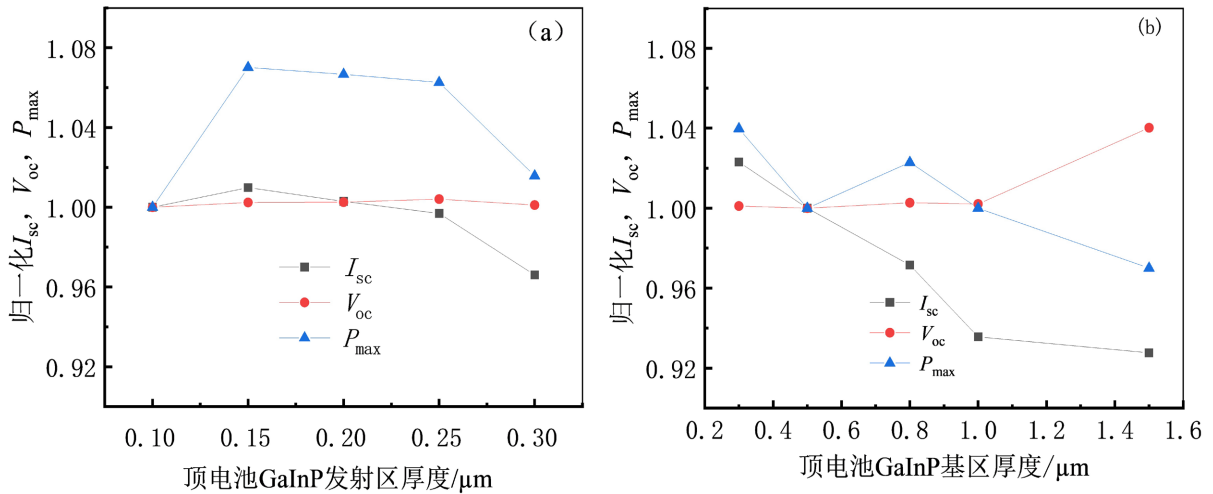 (a)
归一化Isc, Voc, Pmax
1.08
1.04
1.00
0.96
0.92
Isc
Voc
Pmax
0.10 0.15 0.20 0.25 0.30
顶电池GaInP发射区厚度/μm
(b)
归一化Isc, Voc, Pmax
1.08
1.04
1.00
0.96
0.92
Isc
Voc
Pmax
0.2 0.4 0.6 0.8 1.0 1.2 1.4 1.6
顶电池GaInP基区厚度/μm